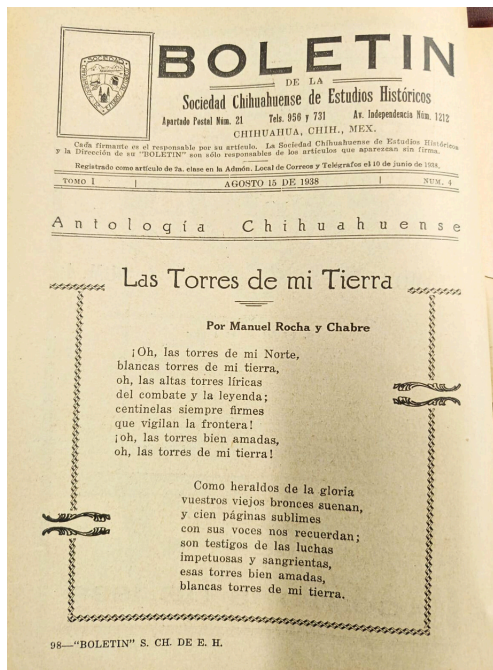 BOLETIN
DE LA
Sociedad Chihuahuense de Estudios Históricos
Apartado Postal Núm. 21 Tels. 956 y 731 Av. Independencia Núm. 1212
CHIHUAHUA, CHIH., MEX.
Cada firmante es el responsable por su artículo. La Sociedad Chihuahuense de Estudios Históricos
y la Dirección de su "BOLETIN" son sólo responsables de los artículos que aparezcan sin firma.
Registrado como artículo de 2a. clase en la Admón. Local de Correos y Telégrafos el 10 de junio de 1938.
TOMO I AGOSTO 15 DE 1938 NUM. 4
Antología Chihuahuense
Las Torres de mi Tierra
Por Manuel Rocha y Chabre
¡Oh, las torres de mi Norte,
blancas torres de mi tierra,
oh, las altas torres líricas
del combate y la leyenda;
centinelas siempre firmes
que vigilan la frontera!
¡oh, las torres bien amadas,
oh, las torres de mi tierra!
Como heraldos de la gloria
vuestros viejos bronces suenan,
y cien páginas sublimes
con sus voces nos recuerdan;
son testigos de las luchas
impetuosas y sangrientas,
esas torres bien amadas,
blancas torres de mi tierra.
98—"BOLETIN" S. CH. DE E. H.